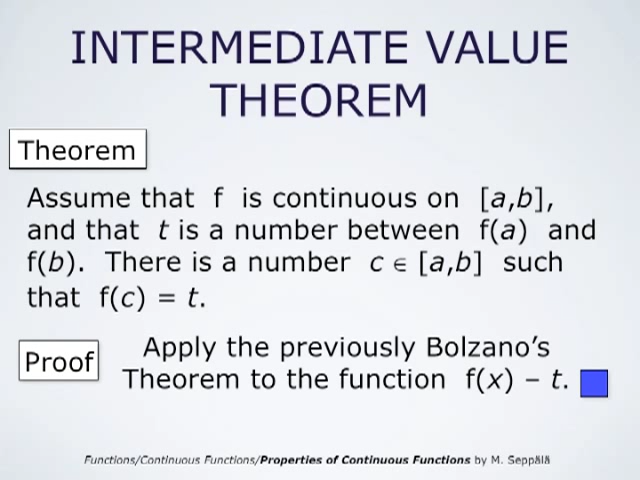 INTERMEDIATE VALUE
THEOREM
Theorem
Assume that f is continuous on [a,b],
and that t is a number between f(a) and
f(b). There is a number c ∈ [a,b] such
that f(c) = t.
Proof
Apply the previously Bolzano’s
Theorem to the function f(x) – t.
Functions/Continuous Functions/Properties of Continuous Functions by M. Seppälä